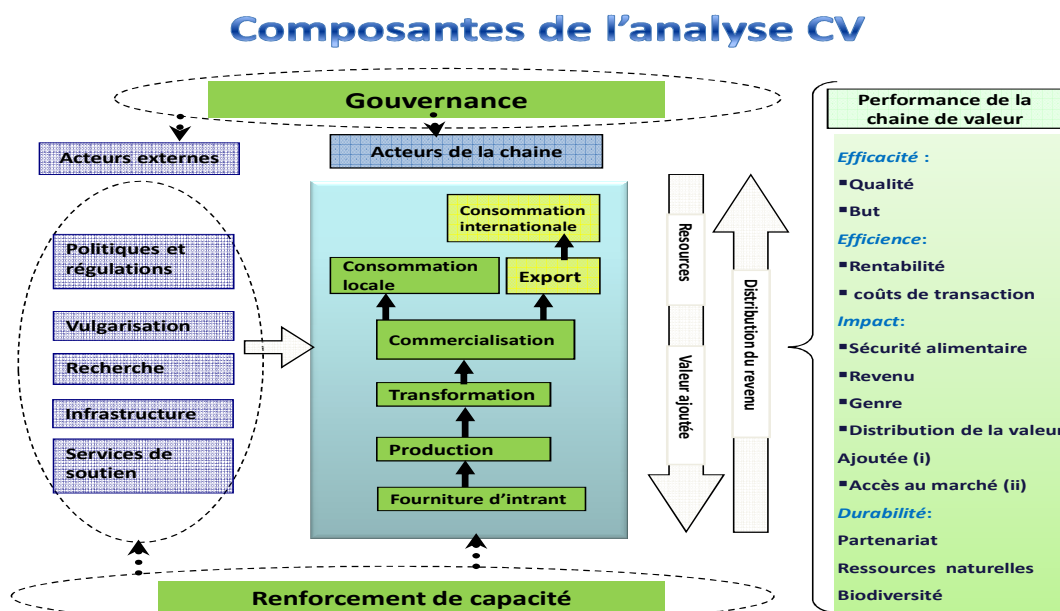 Composantes de l'analyse CV
Gouvernance
Acteurs externes
Acteurs de la chaine
Politiques et
régulations
Vulgarisation
Recherche
Infrastructure
Services de
soutien
Consommation
internationale
Consommation
locale
Export
Commercialisation
Transformation
Production
Fourniture d'intrant
Resources
Valeur ajoutée
Distribution du revenu
Performance de la
chaine de valeur
Efficacité :
▪Qualité
▪But
Efficience:
▪Rentabilité
▪ coûts de transaction
Impact:
▪Sécurité alimentaire
▪Revenu
▪Genre
▪Distribution de la valeur
Ajoutée (i)
▪Accès au marché (ii)
Durabilité:
Partenariat
Ressources naturelles
Biodiversité
Renforcement de capacité